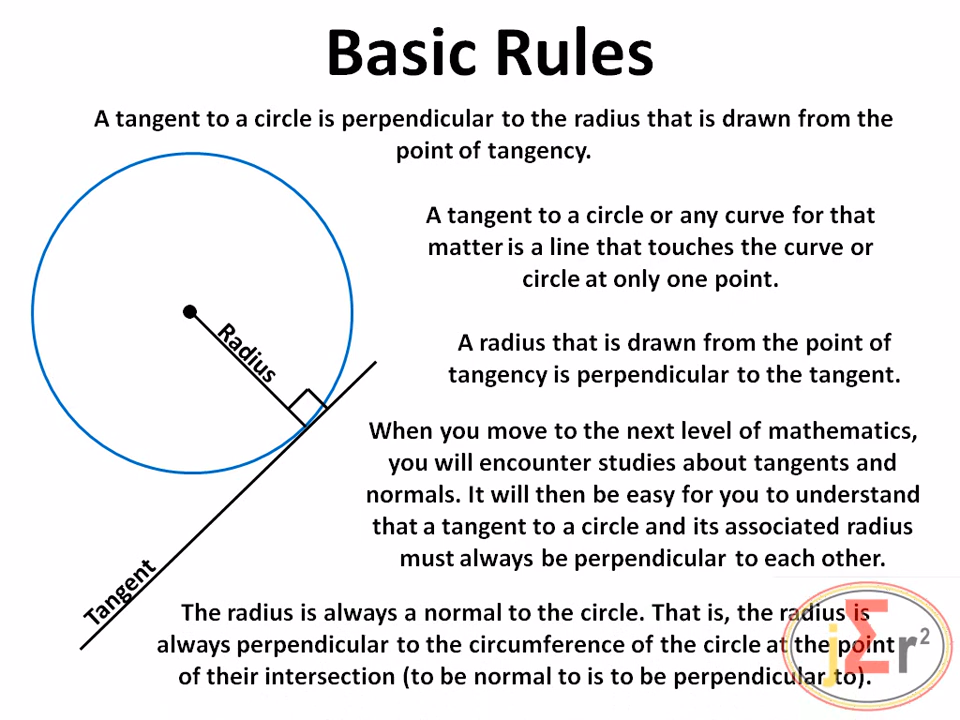 Basic Rules
A tangent to a circle is perpendicular to the radius that is drawn from the
point of tangency.
A tangent to a circle or any curve for that
matter is a line that touches the curve or
circle at only one point.
Radius
A radius that is drawn from the point of
tangency is perpendicular to the tangent.
When you move to the next level of mathematics,
you will encounter studies about tangents and
normals. It will then be easy for you to understand
that a tangent to a circle and its associated radius
must always be perpendicular to each other.
Tangent
The radius is always a normal to the circle. That is, the radius is
always perpendicular to the circumference of the circle at the point
of their intersection (to be normal to is to be perpendicular to).
jΣr²